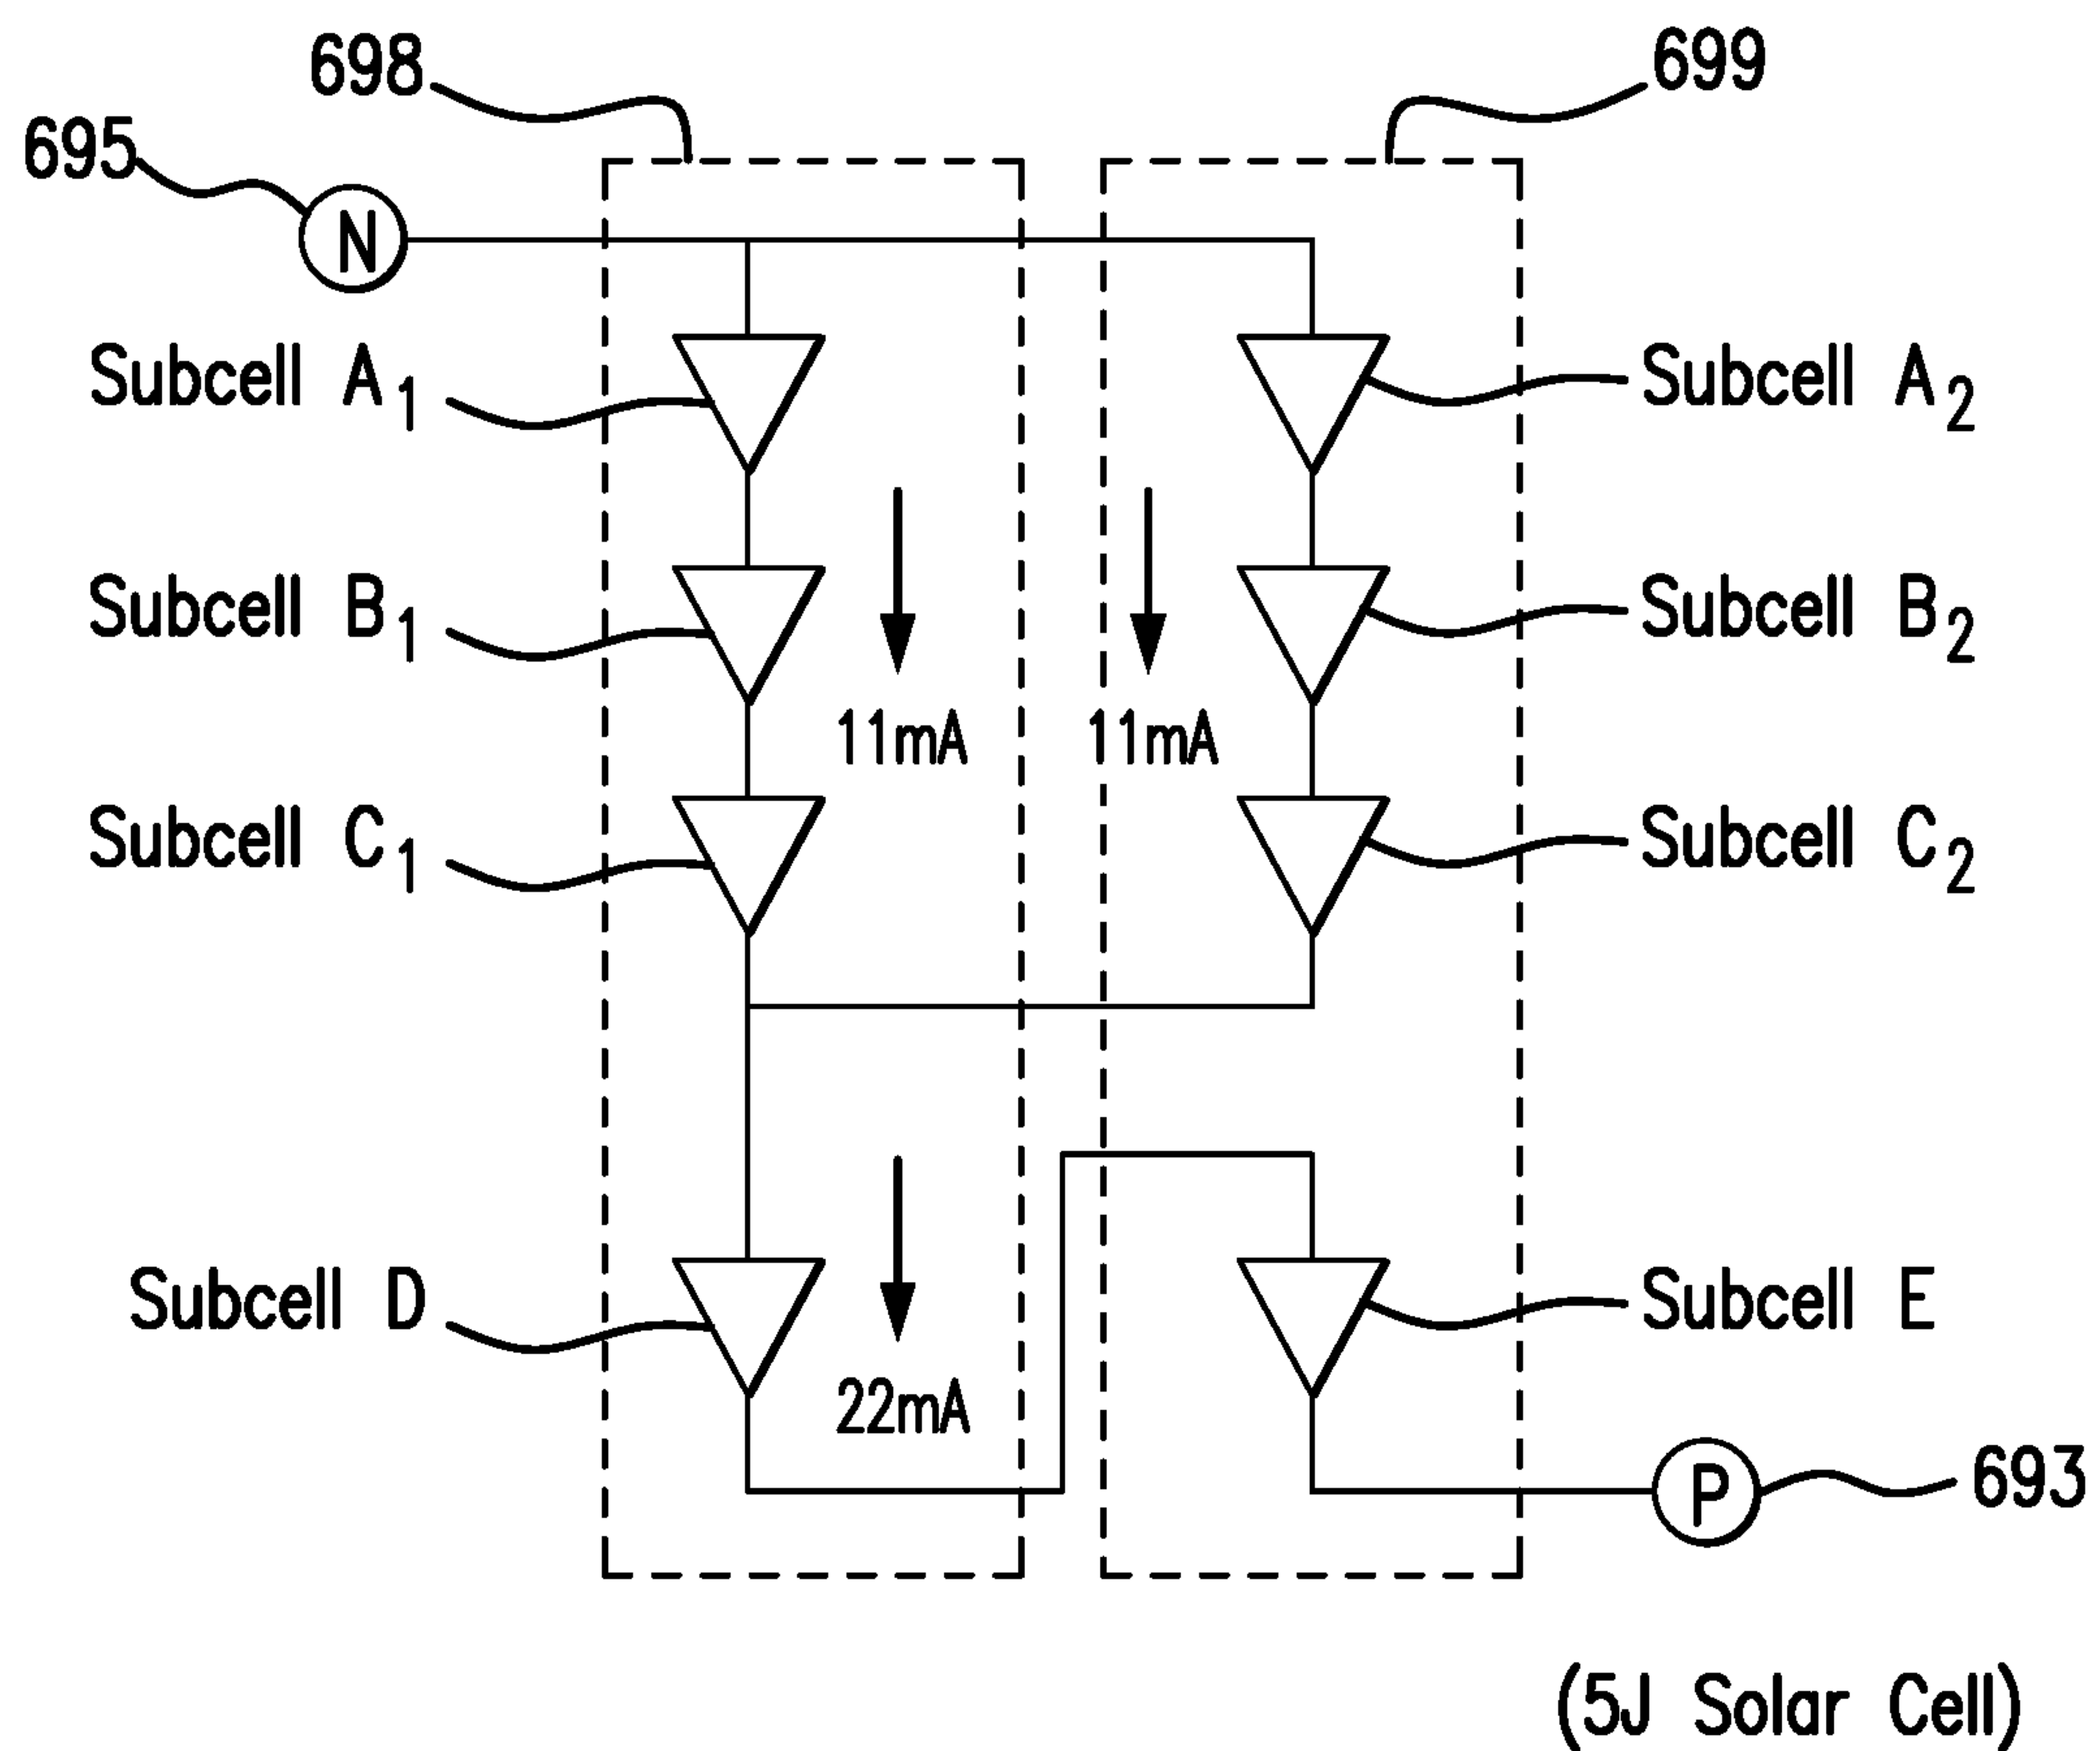 698
699
695
N
Subcell A1
Subcell A2
Subcell B1
Subcell B2
11mA
11mA
Subcell C1
Subcell C2
Subcell D
Subcell E
22mA
P
693
(5J Solar Cell)